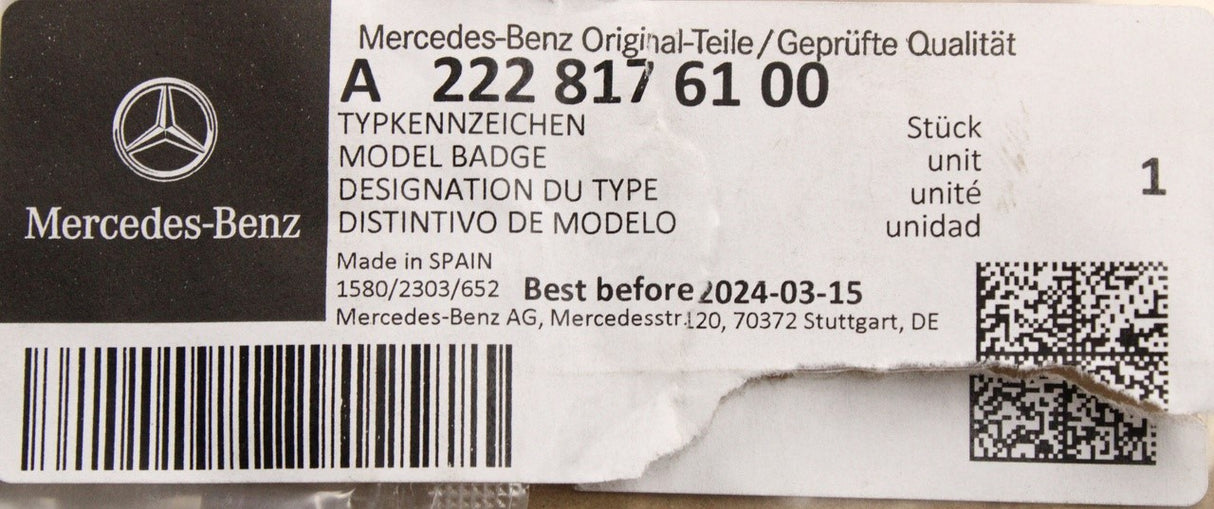 Mercedes-Benz Original-Teile/Geprüfte Qualität
A 222 817 61 00
TYPKENNZEICHEN
MODEL BADGE
DESIGNATION DU TYPE
DISTINTIVO DE MODELO
Stück
unit
unité
unidad
1
Mercedes-Benz
Made in SPAIN
1580/2303/652 Best before 2024-03-15
Mercedes-Benz AG, Mercedesstr.120, 70372 Stuttgart, DE